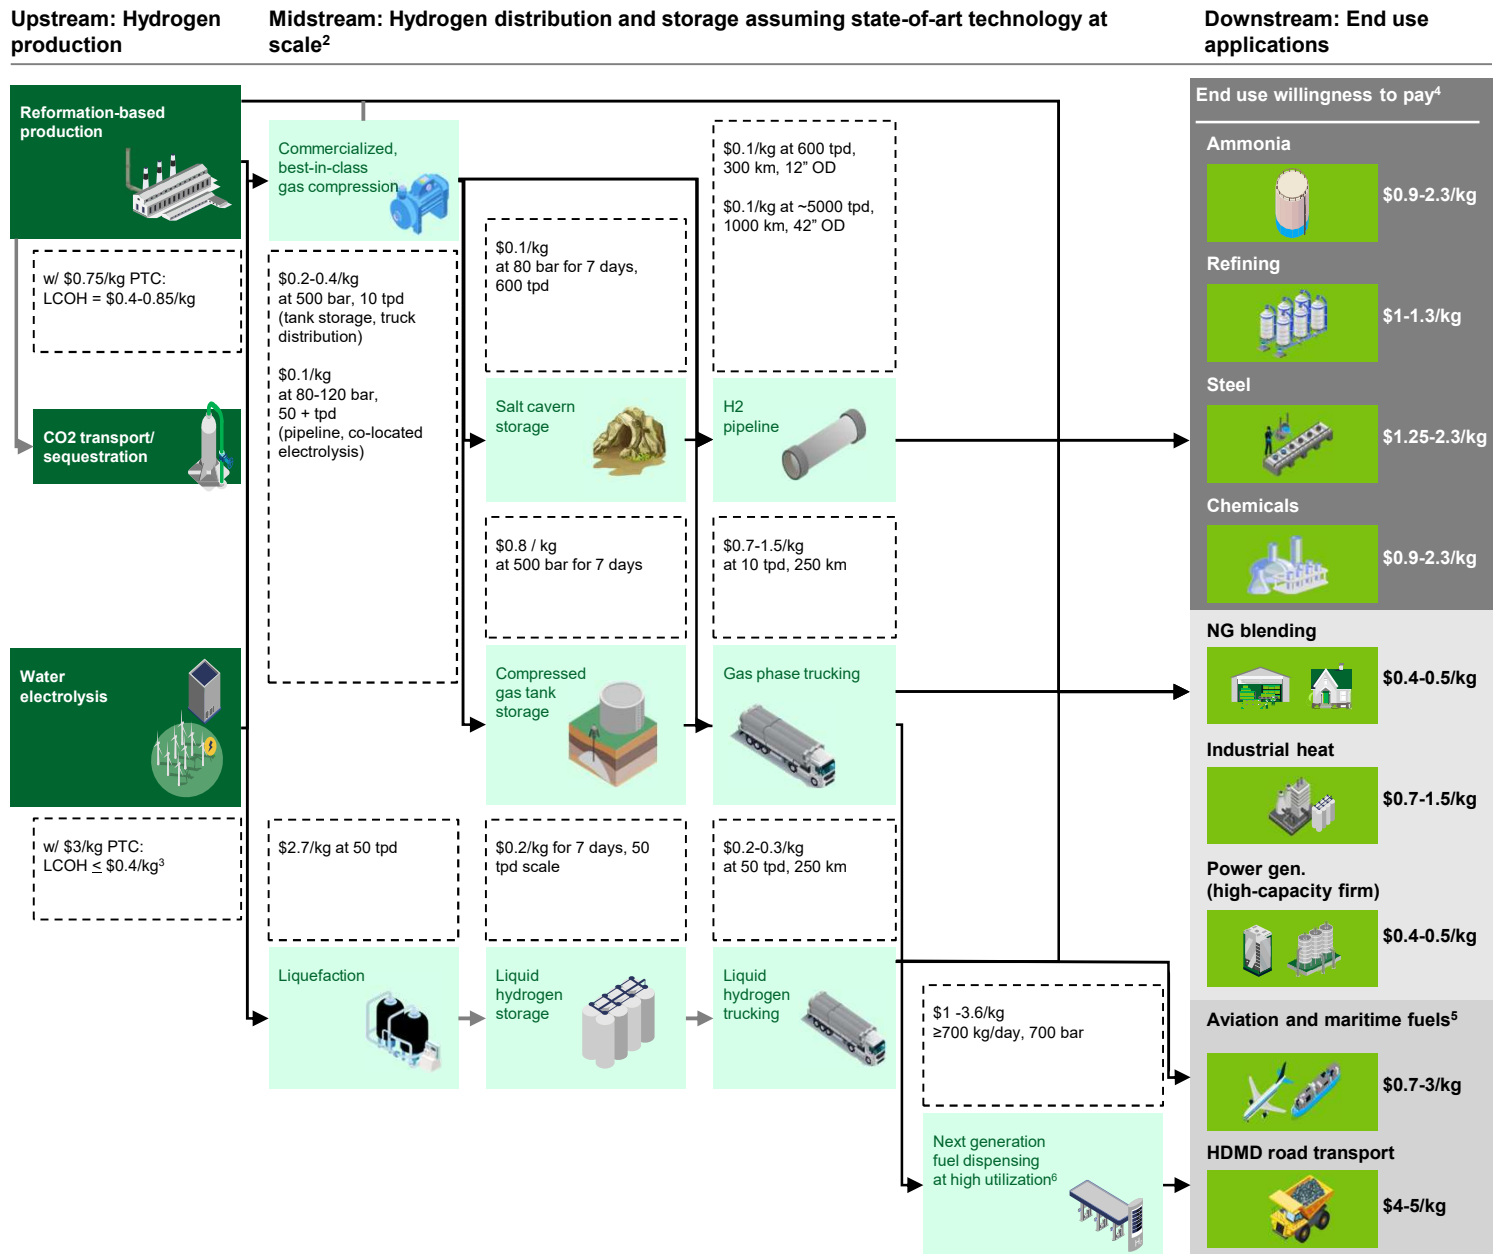 Upstream: Hydrogen
production
Midstream: Hydrogen distribution and storage assuming state-of-art technology at
scale²
Downstream: End use
applications
Reformation-based
production
w/ $0.75/kg PTC:
LCOH = $0.4-0.85/kg
CO2 transport/
sequestration
Water
electrolysis
w/ $3/kg PTC:
LCOH ≤ $0.4/kg³
Commercialized,
best-in-class
gas compression
$0.2-0.4/kg
at 500 bar, 10 tpd
(tank storage, truck
distribution)
$0.1/kg
at 80-120 bar,
50 + tpd
(pipeline, co-located
electrolysis)
$2.7/kg at 50 tpd
Liquefaction
$0.1/kg
at 80 bar for 7 days,
600 tpd
Salt cavern
storage
$0.8 / kg
at 500 bar for 7 days
Compressed
gas tank
storage
$0.2/kg for 7 days, 50
tpd scale
Liquid
hydrogen
storage
$0.1/kg at 600 tpd,
300 km, 12” OD
$0.1/kg at ~5000 tpd,
1000 km, 42” OD
H2
pipeline
$0.7-1.5/kg
at 10 tpd, 250 km
Gas phase trucking
$0.2-0.3/kg
at 50 tpd, 250 km
Liquid
hydrogen
trucking
$1 -3.6/kg
≥700 kg/day, 700 bar
Next generation
fuel dispensing
at high utilization⁶
End use willingness to pay⁴
Ammonia
$0.9-2.3/kg
Refining
$1-1.3/kg
Steel
$1.25-2.3/kg
Chemicals
$0.9-2.3/kg
NG blending
$0.4-0.5/kg
Industrial heat
$0.7-1.5/kg
Power gen.
(high-capacity firm)
$0.4-0.5/kg
Aviation and maritime fuels⁵
$0.7-3/kg
HDMD road transport
$4-5/kg